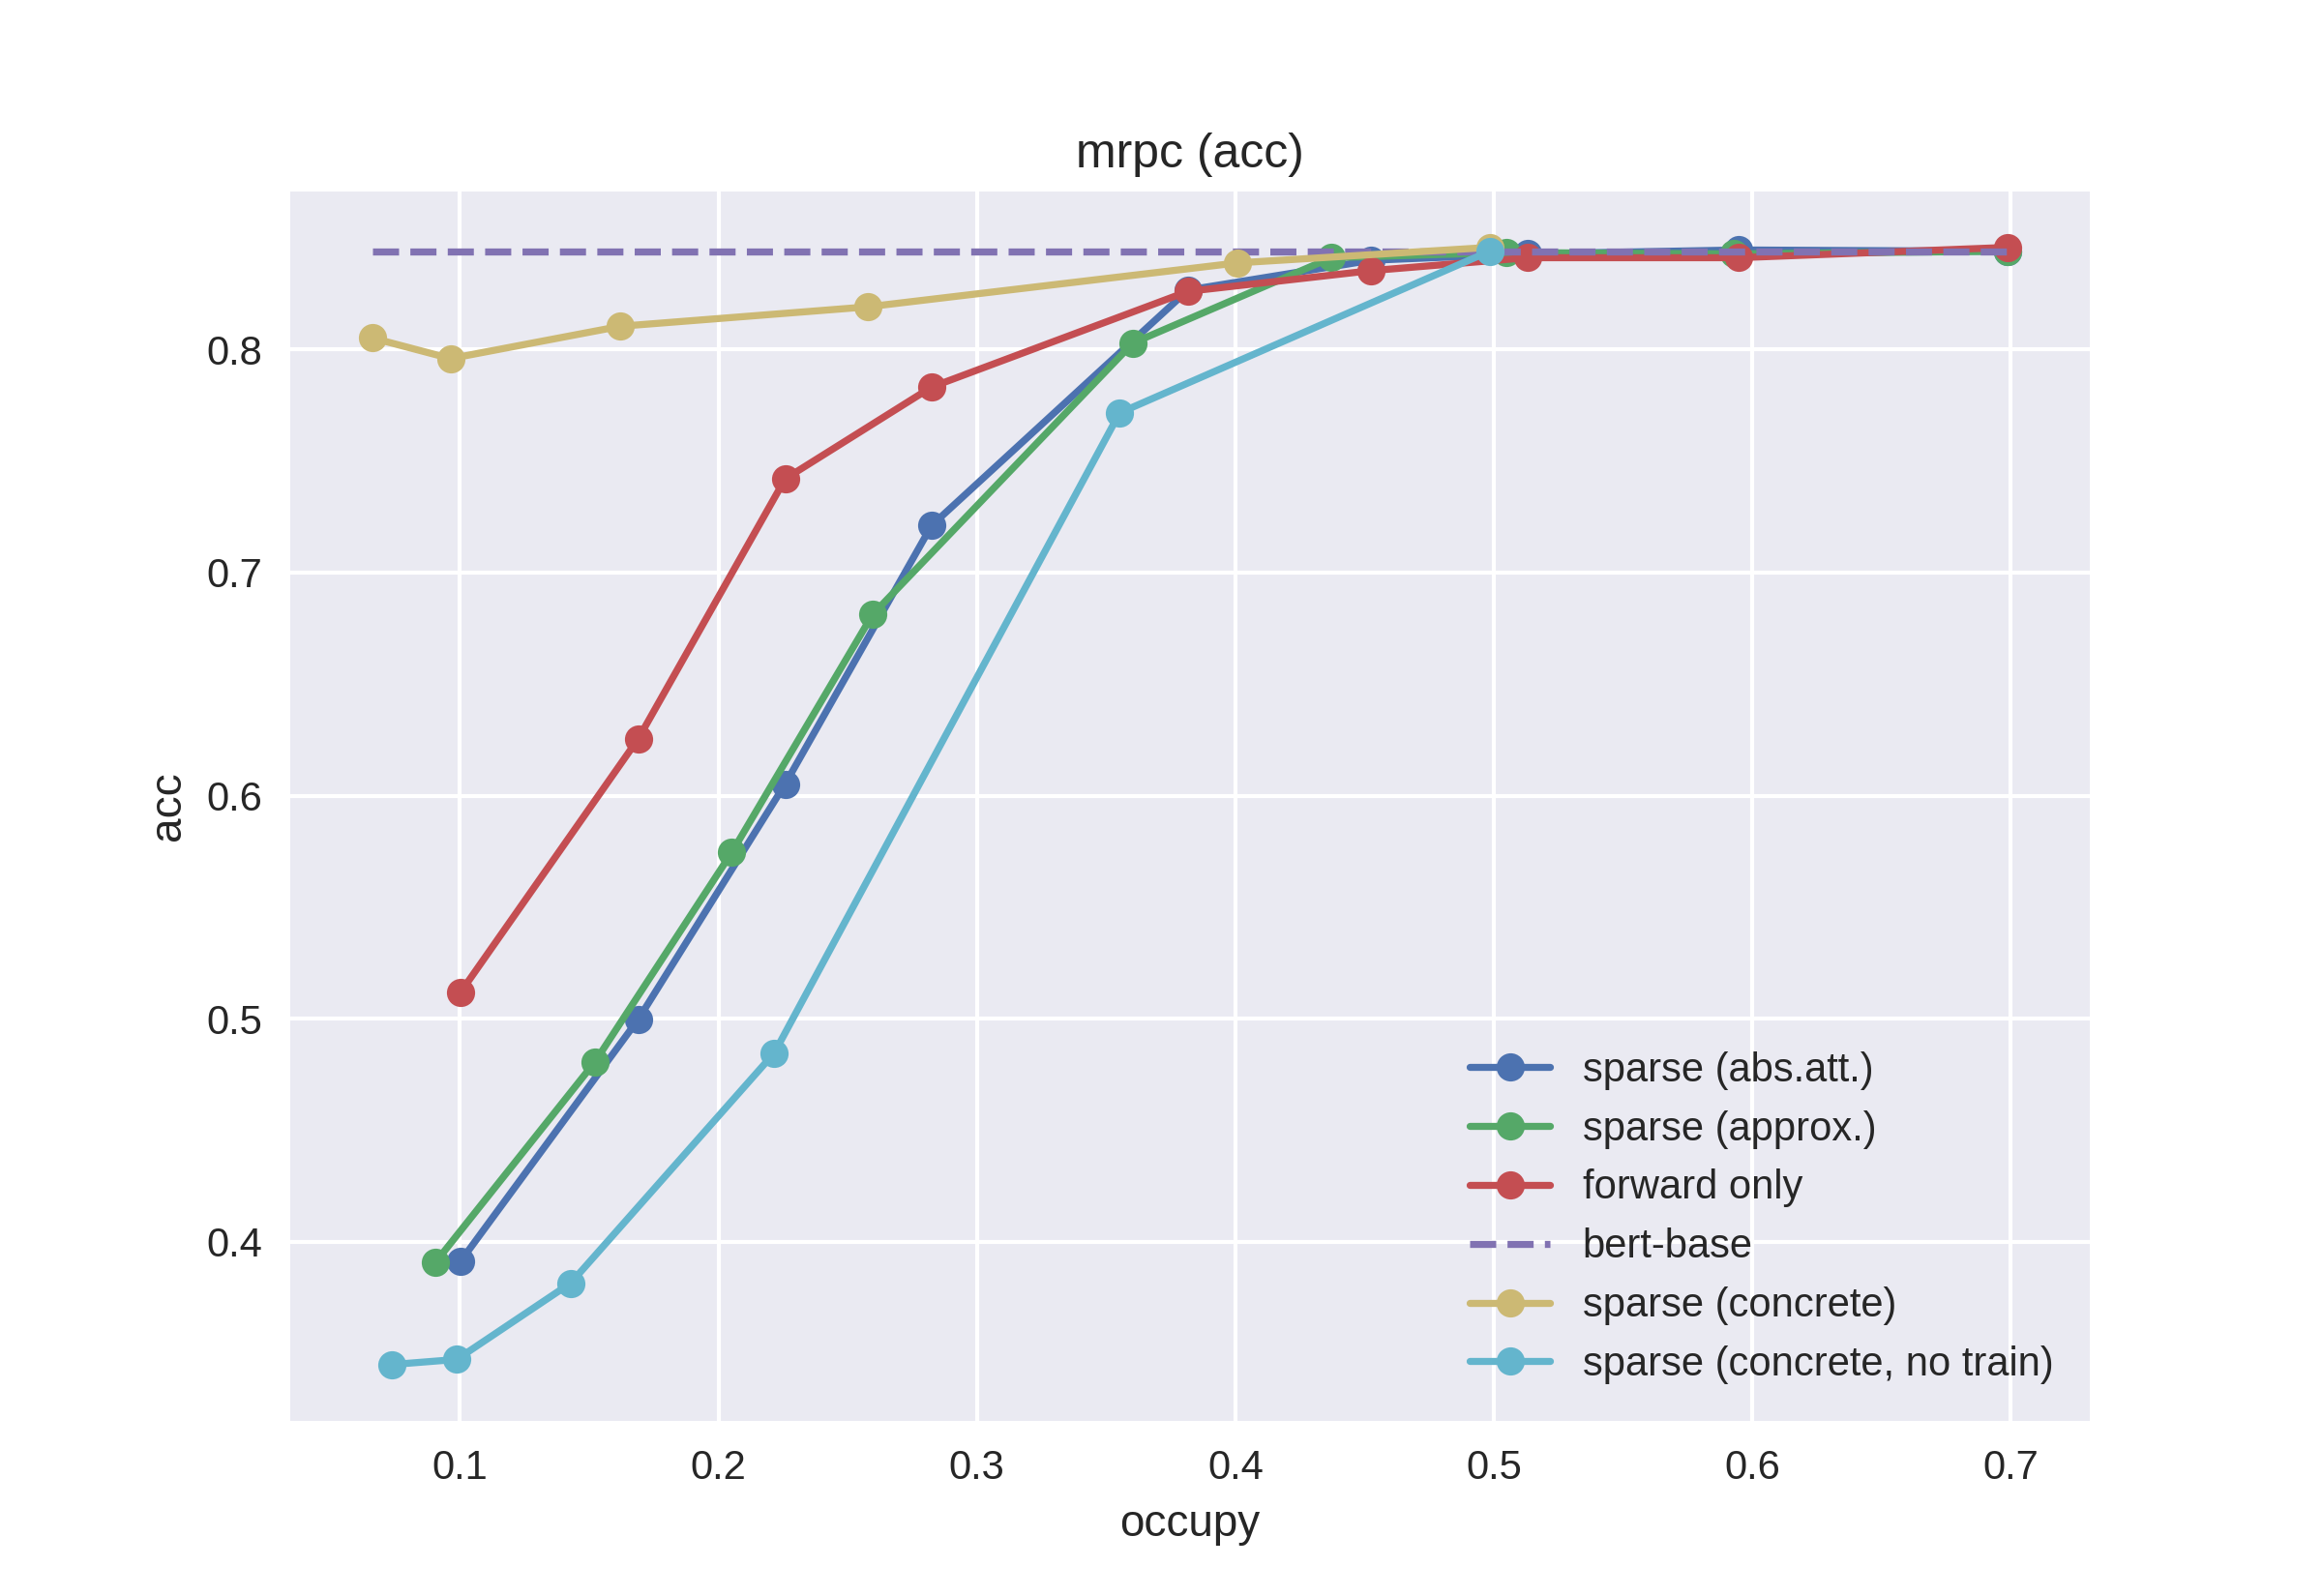 mrpc (acc)
acc
0.8
0.7
0.6
0.5
0.4
sparse (abs.att.)
sparse (approx.)
forward only
bert-base
sparse (concrete)
sparse (concrete, no train)
0.1 0.2 0.3 0.4 0.5 0.6 0.7
occupy